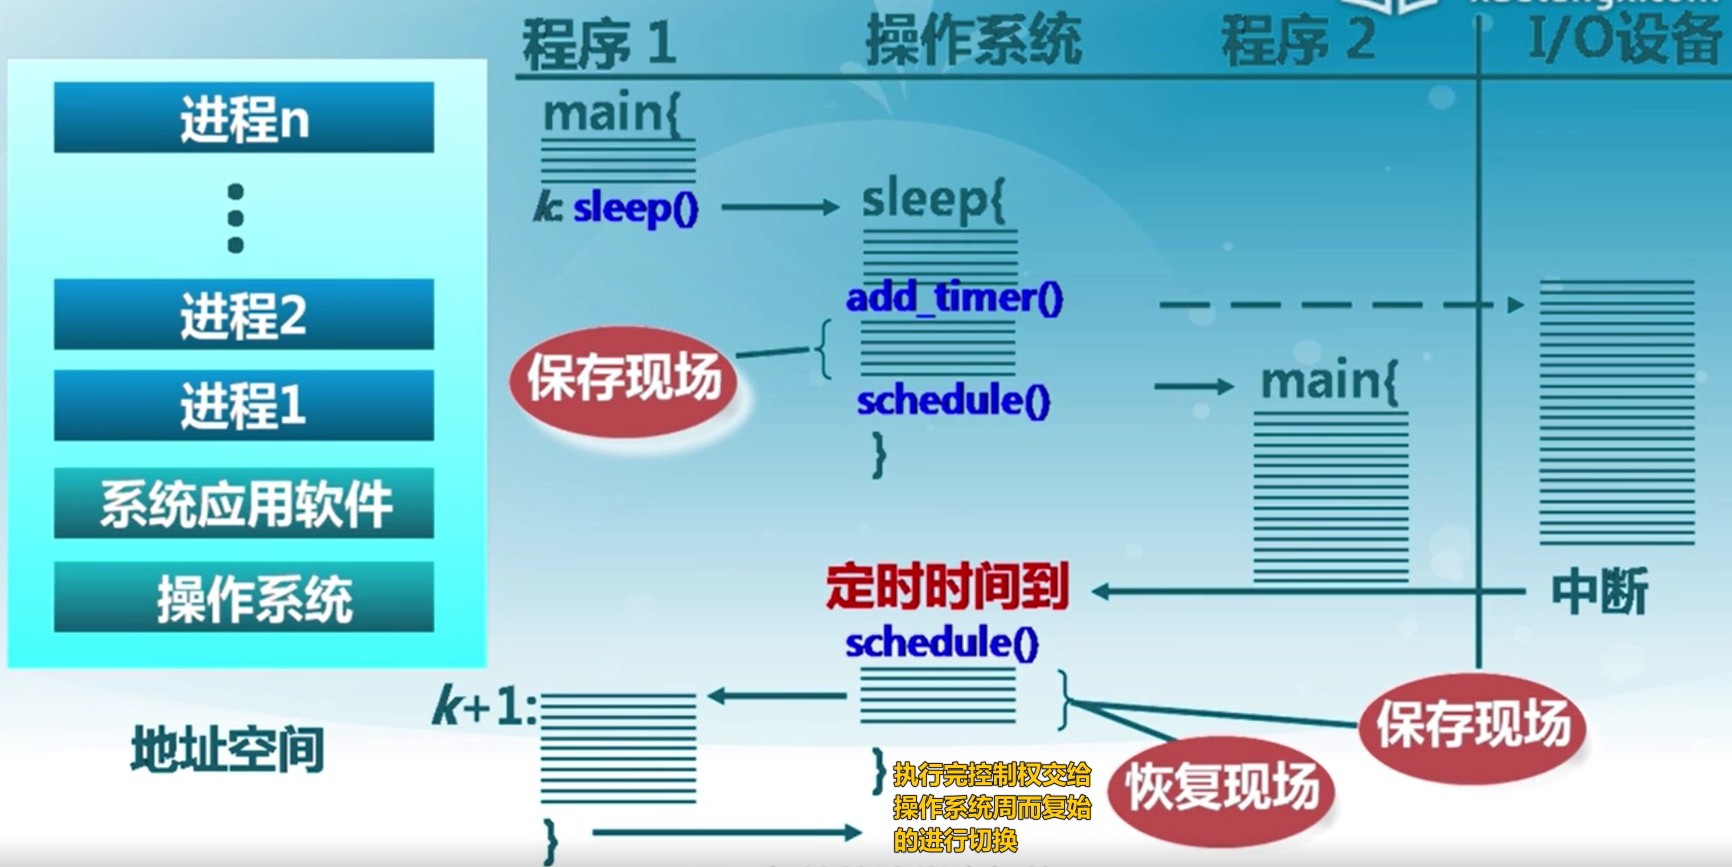 程序 1
操作系统
程序 2
I/O设备
进程n
进程2
进程1
系统应用软件
操作系统
地址空间
main{
k: sleep()
sleep{
add_timer()
保存现场
schedule()
}
main{
定时时间到
中断
schedule()
k+1:
保存现场
恢复现场
}
执行完控制权交给
操作系统周而复始
的进行切换
}